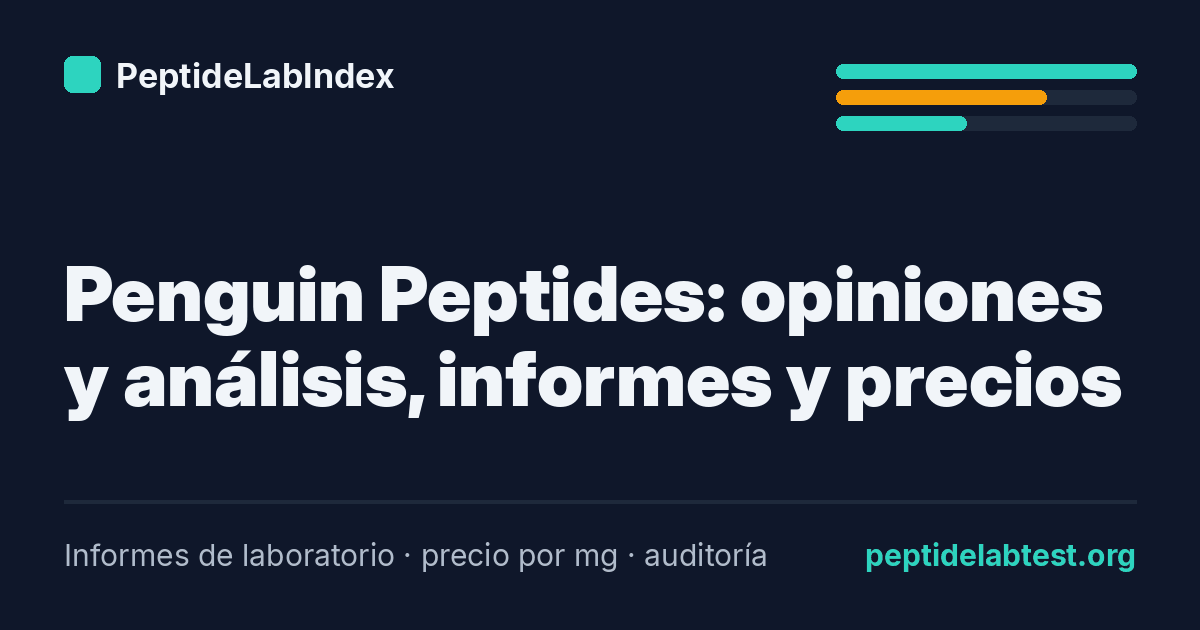 PeptideLabIndex
Penguin Peptides: opiniones
y análisis, informes y precios
Informes de laboratorio · precio por mg · auditoría
peptidelabtest.org